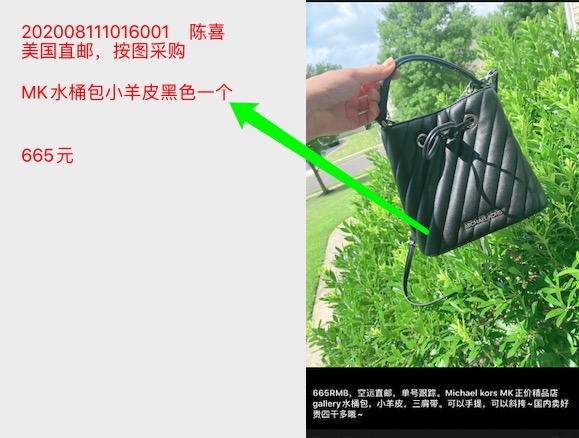 202008111016001 陈喜
美国直邮，按图采购
MK水桶包小羊皮黑色一个
665元
MICHAEL KORS
665RMB，空运直邮，单号跟踪。Michael kors MK正价精品店
gallery水桶包，小羊皮，三肩带。可以手提，可以斜挎~国内卖好
贵四千多哦~